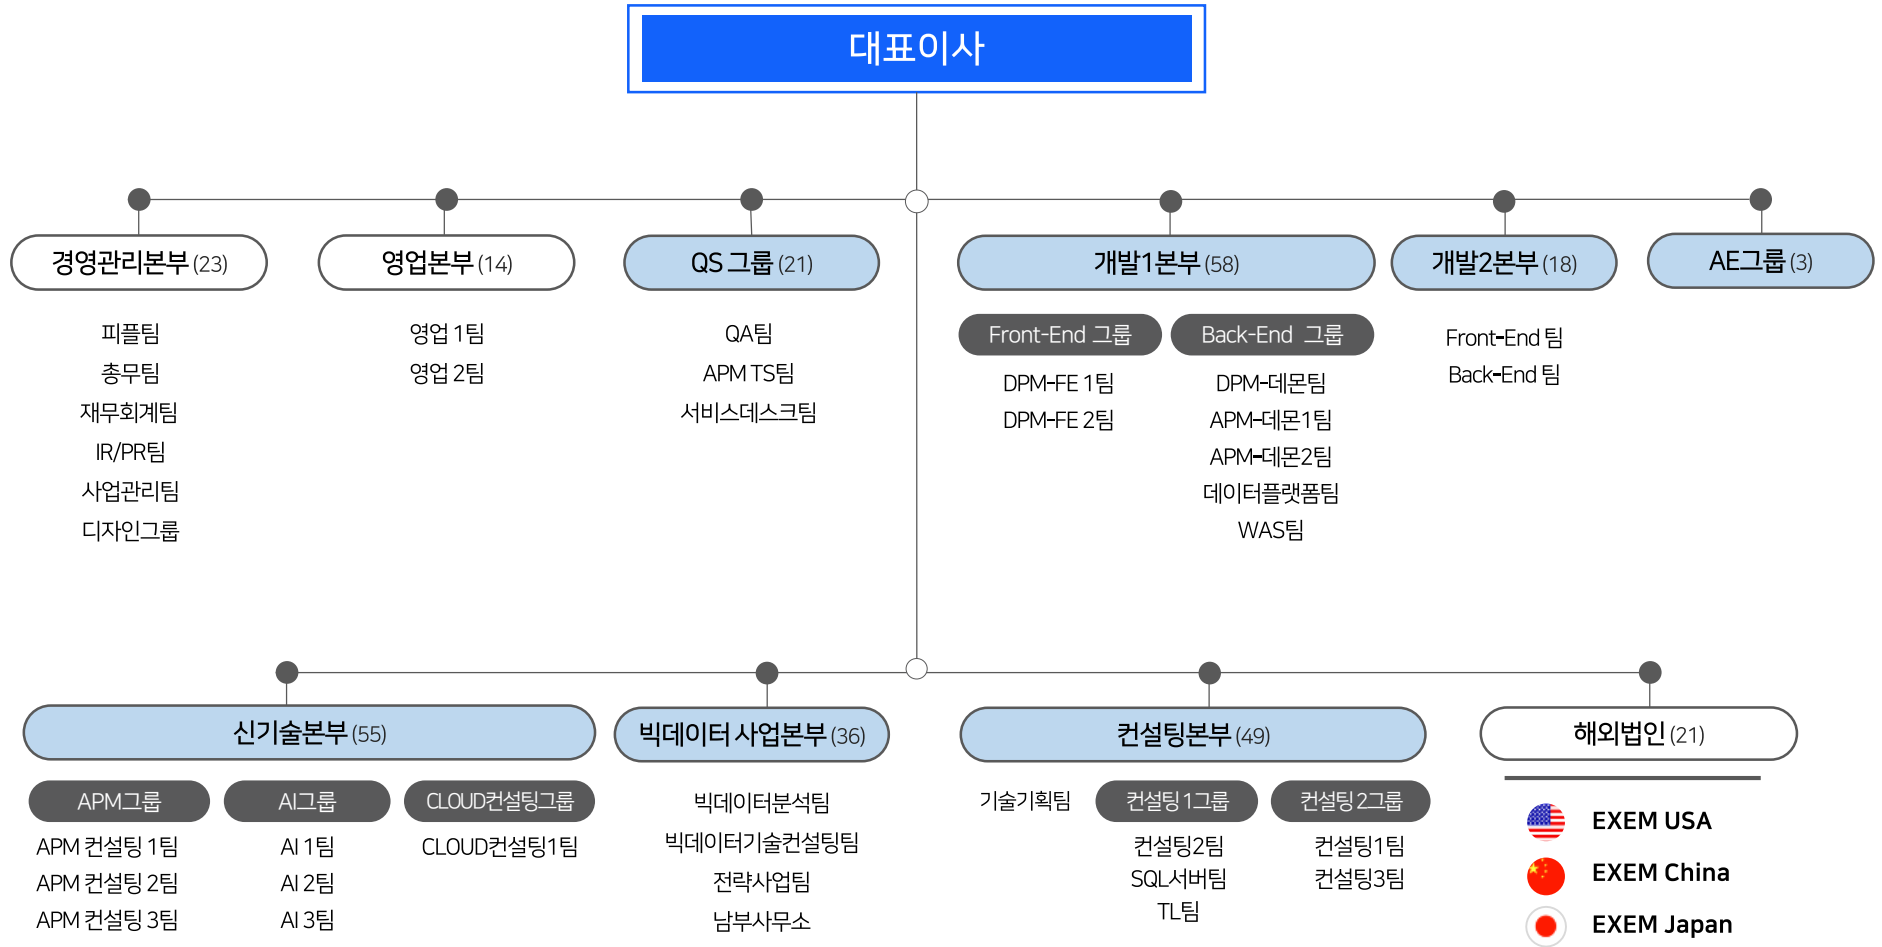 대표이사
경영관리본부 (23)
피플팀
총무팀
재무회계팀
IR/PR팀
사업관리팀
디자인그룹
영업본부 (14)
영업 1팀
영업 2팀
QS 그룹 (21)
QA팀
APM TS팀
서비스데스크팀
개발1본부 (58)
Front-End 그룹
DPM-FE 1팀
DPM-FE 2팀
Back-End 그룹
DPM-데몬팀
APM-데몬1팀
APM-데몬2팀
데이터플랫폼팀
WAS팀
개발2본부 (18)
Front-End 팀
Back-End 팀
AE그룹 (3)
신기술본부 (55)
APM그룹
APM 컨설팅 1팀
APM 컨설팅 2팀
APM 컨설팅 3팀
AI그룹
AI 1팀
AI 2팀
AI 3팀
CLOUD컨설팅그룹
CLOUD컨설팅1팀
빅데이터 사업본부 (36)
빅데이터분석팀
빅데이터기술컨설팅팀
전략사업팀
남부사무소
컨설팅본부 (49)
기술기획팀
컨설팅 1그룹
컨설팅2팀
SQL서버팀
TL팀
컨설팅 2그룹
컨설팅1팀
컨설팅3팀
해외법인 (21)
EXEM USA
EXEM China
EXEM Japan